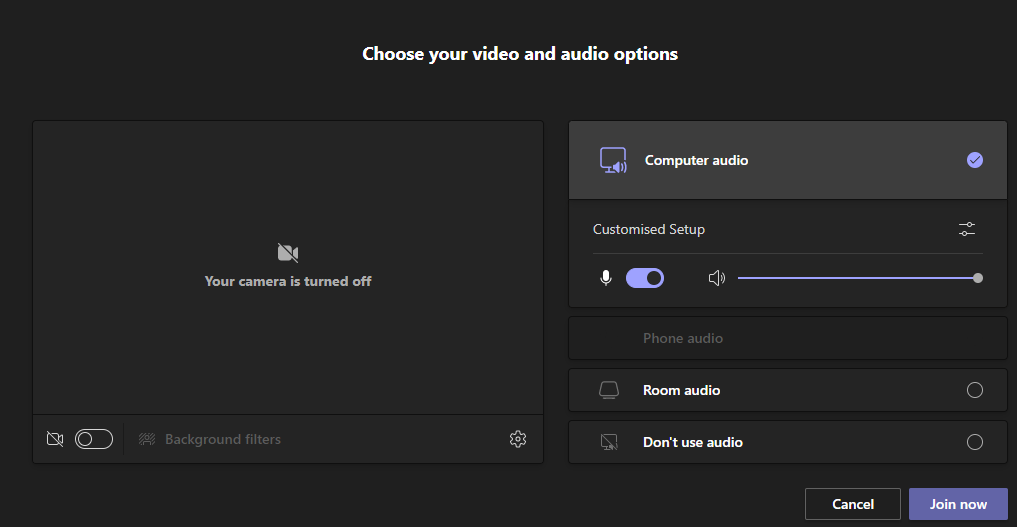 Choose your video and audio options
Your camera is turned off
Background filters
Computer audio
Customised Setup
Phone audio
Room audio
Don't use audio
Cancel
Join now